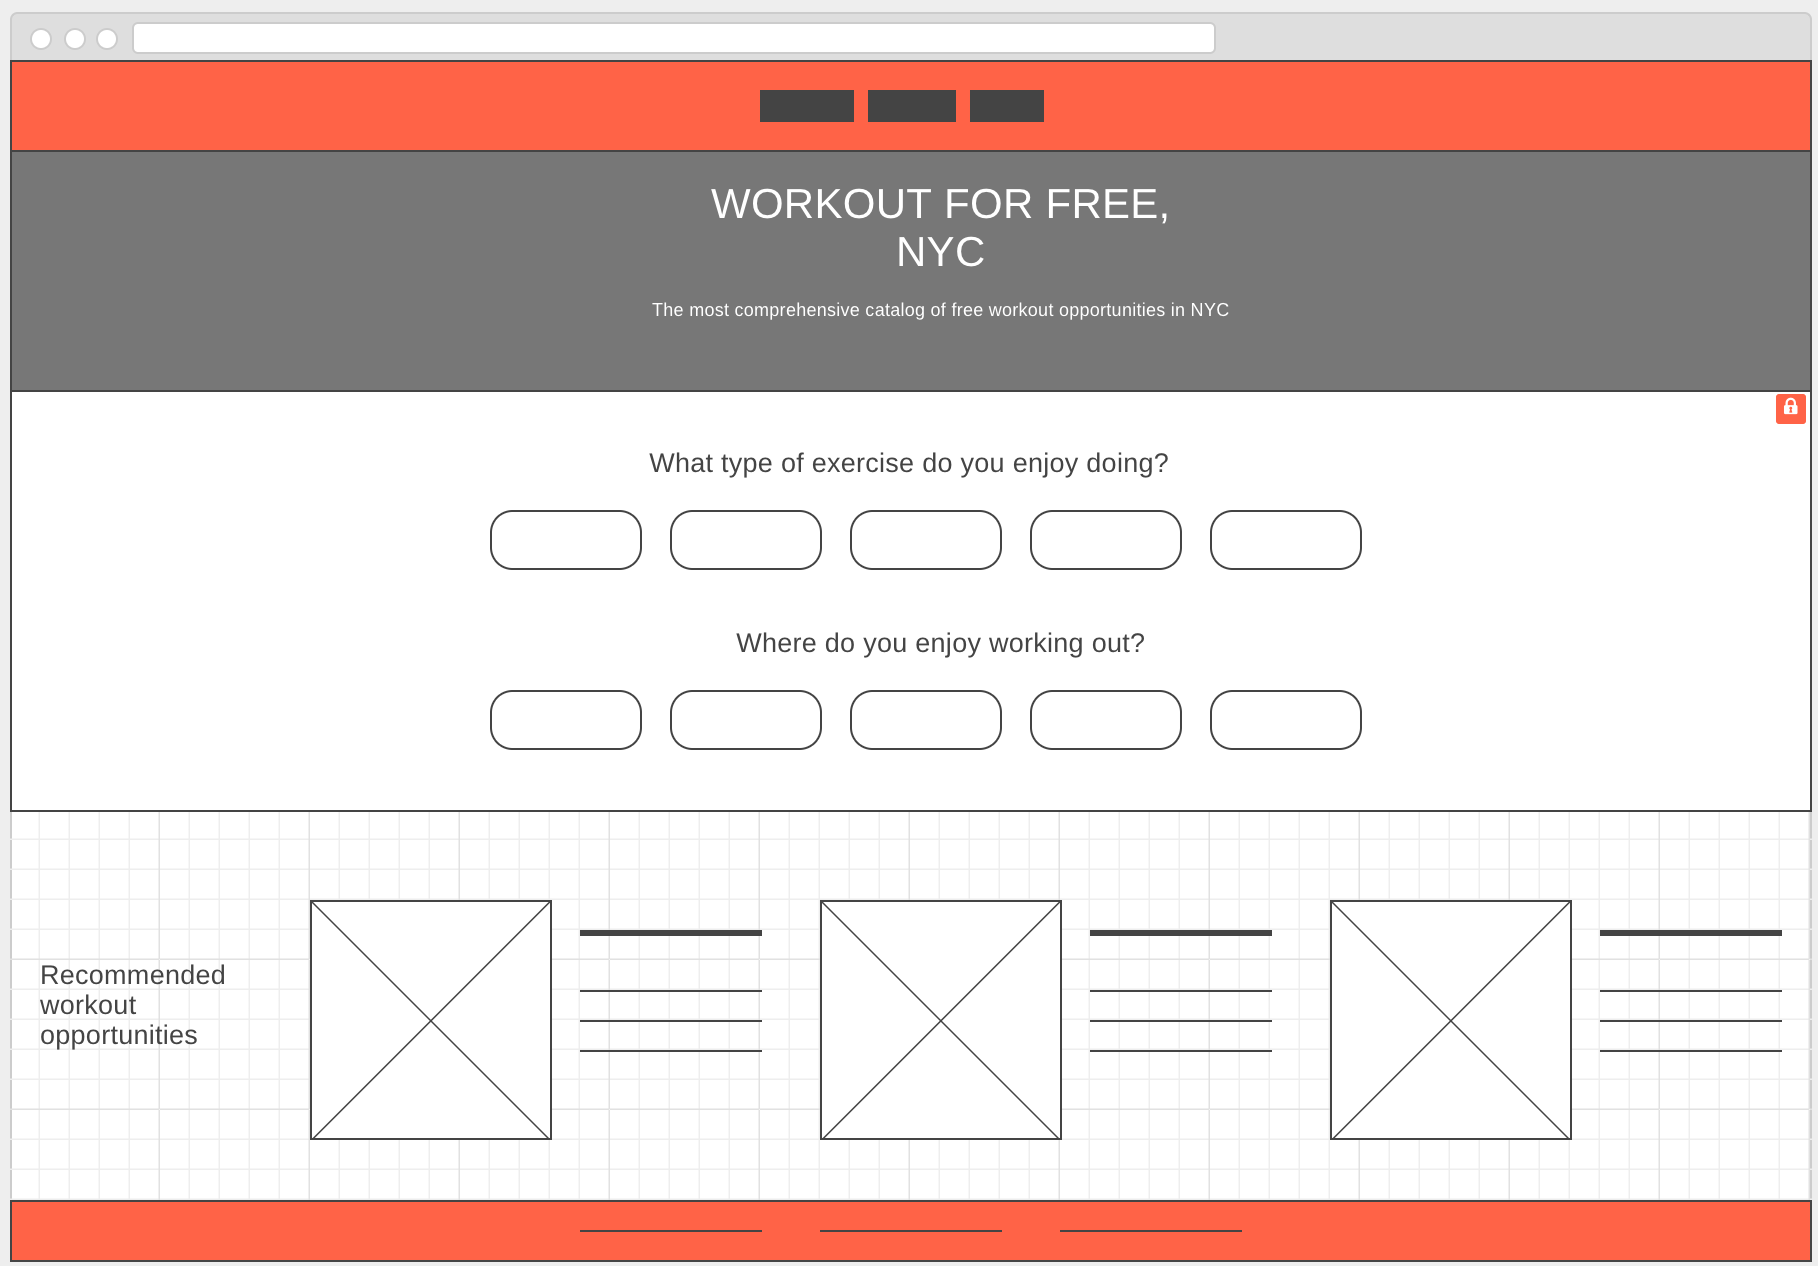 WORKOUT FOR FREE,
NYC
The most comprehensive catalog of free workout opportunities in NYC
What type of exercise do you enjoy doing?
Where do you enjoy working out?
Recommended
workout
opportunities